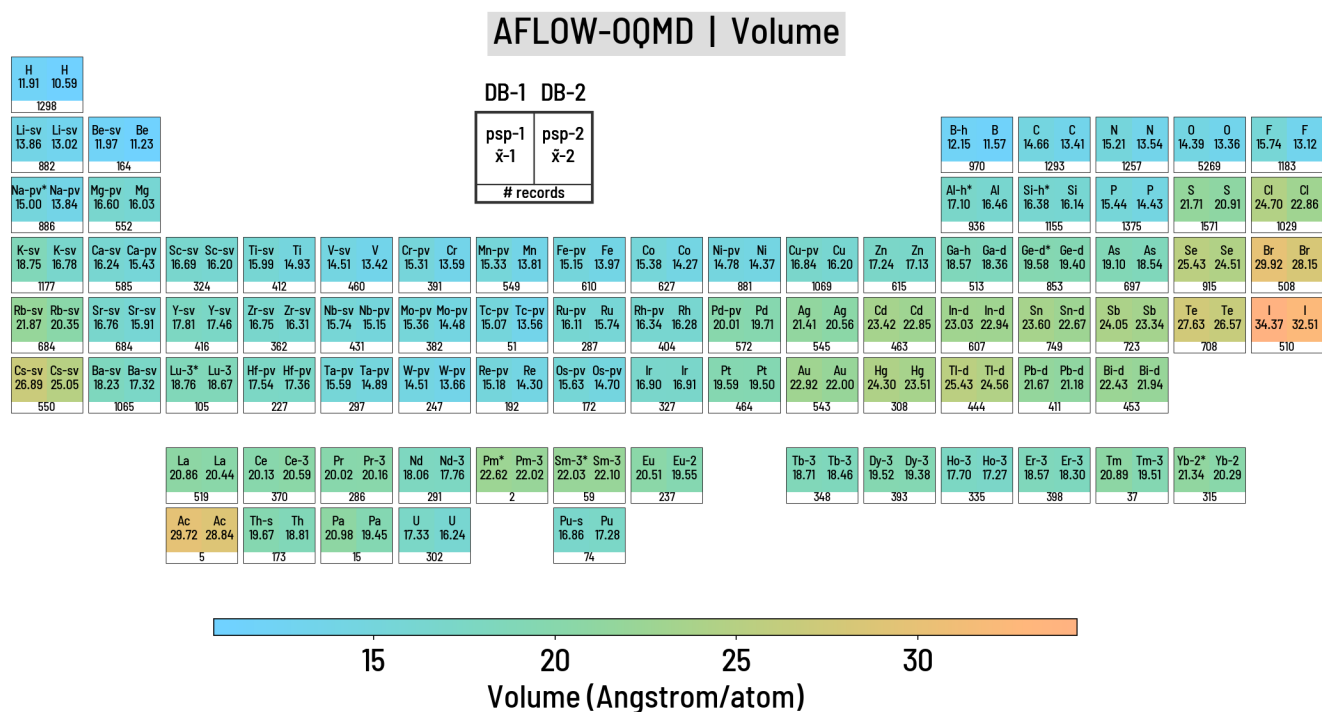 AFLOW-OQMD | Volume
DB-1 DB-2
psp-1 psp-2
x̃-1 x̃-2
# records
H H
11.91 10.59
1298
Li-sv Li-sv Be-sv Be B-h B C C N N O O F F
13.86 13.02 11.97 11.23 12.15 11.57 14.66 13.41 15.21 13.54 14.39 13.36 15.74 13.12
882 164 970 1293 1257 5269 1183
Na-pv* Na-pv Mg-pv Mg Al-h* Al Si-h* Si P P S S Cl Cl
15.00 13.84 16.60 16.03 17.10 16.46 16.38 16.14 15.44 14.43 21.71 20.91 24.70 22.86
886 552 936 1155 1375 1571 1029
K-sv K-sv Ca-sv Ca-pv Sc-sv Sc-sv Ti-sv Ti V-sv V Cr-pv Cr Mn-pv Mn Fe-pv Fe Co Co Ni-pv Ni Cu-pv Cu Zn Zn Ga-h Ga-d Ge-d* Ge-d As As Se Se Br Br
18.75 16.78 16.24 15.43 16.69 16.20 15.99 14.93 14.51 13.42 15.31 13.59 15.33 13.81 15.15 13.97 15.38 14.27 14.78 14.37 16.84 16.20 17.24 17.13 18.57 18.36 19.58 19.40 19.10 18.54 25.43 24.51 29.92 28.15
1177 585 324 412 460 391 549 610 627 881 1069 615 513 853 697 915 508
Rb-sv Rb-sv Sr-sv Sr-sv Y-sv Y-sv Zr-sv Zr-sv Nb-sv Nb-pv Mo-pv Mo-pv Tc-pv Tc-pv Ru-pv Ru Rh-pv Rh Pd-pv Pd Ag Ag Cd Cd In-d In-d Sn Sn-d Sb Sb Te Te I I
21.87 20.35 16.76 15.91 17.81 17.46 16.75 16.31 15.74 15.15 15.36 14.48 15.07 13.56 16.11 15.74 16.34 16.28 20.01 19.71 21.41 20.56 23.42 22.85 23.03 22.94 23.60 22.67 24.05 23.34 27.63 26.57 34.37 32.51
684 684 416 362 431 382 51 287 404 572 545 463 607 749 723 708 510
Cs-sv Cs-sv Ba-sv Ba-sv Lu-3* Lu-3 Hf-pv Hf-pv Ta-pv Ta-pv W-pv W-pv Re-pv Re Os-pv Os-pv Ir Ir Pt Pt Au Au Hg Hg Tl-d Tl-d Pb-d Pb-d Bi-d Bi-d
26.89 25.05 18.23 17.32 18.76 18.67 17.54 17.36 15.59 14.89 14.51 13.66 15.18 14.30 15.63 14.70 16.90 16.91 19.59 19.50 22.92 22.00 24.30 23.51 25.43 24.56 21.67 21.18 22.43 21.94
550 1065 105 227 297 247 192 172 327 464 543 308 444 411 453
La La Ce Ce-3 Pr Pr-3 Nd Nd-3 Pm* Pm-3 Sm-3* Sm-3 Eu Eu-2 Tb-3 Tb-3 Dy-3 Dy-3 Ho-3 Ho-3 Er-3 Er-3 Tm Tm-3 Yb-2* Yb-2
20.86 20.44 20.13 20.59 20.02 20.16 18.06 17.76 22.62 22.02 22.03 22.10 20.51 19.55 18.71 18.46 19.52 19.38 17.70 17.27 18.57 18.30 20.89 19.51 21.34 20.29
519 370 286 291 2 59 237 348 393 335 398 37 315
Ac Ac Th-s Th Pa Pa U U Pu-s Pu
29.72 28.84 19.67 18.81 20.98 19.45 17.33 16.24 16.86 17.28
5 173 15 302 74
15 20 25 30
Volume (Angstrom/atom)